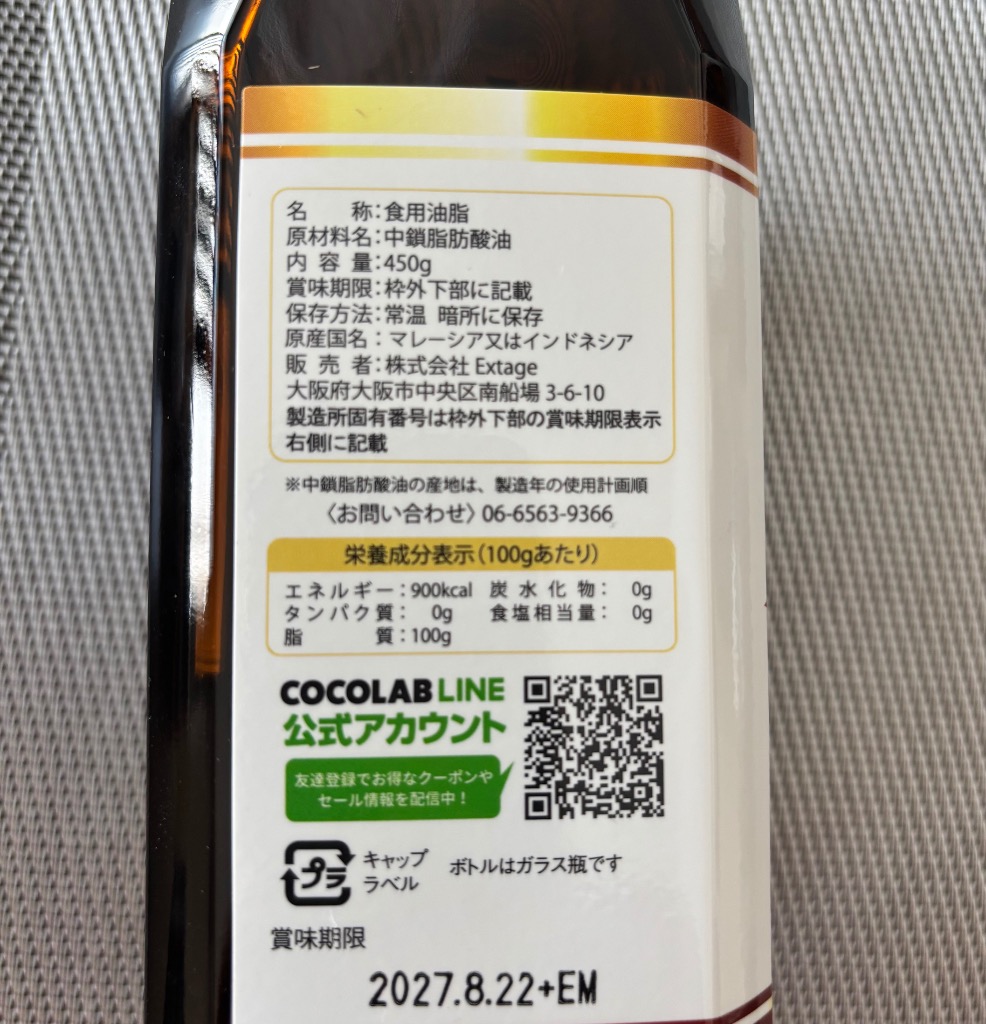 名 称：食用油脂
原材料名：中鎖脂肪酸油
内容量：450g
賞味期限：枠外下部に記載
保存方法：常温 暗所に保存
原産国名：マレーシア又はインドネシア
販売者：株式会社 Extage
大阪府大阪市中央区南船場 3-6-10
製造所固有番号は枠外下部の賞味期限表示
右側に記載
※中鎖脂肪酸油の産地は、製造年の使用計画順
〈お問い合わせ〉06-6563-9366
栄養成分表示（100gあたり）
エネルギー：900kcal 炭水化物： 0g
タンパク質： 0g 食塩相当量： 0g
脂質：100g
COCOLAB LINE
公式アカウント
友達登録でお得なクーポンや
セール情報を配信中！
プラ
キャップ
ラベル
ボトルはガラス瓶です
賞味期限
2027.8.22+EM